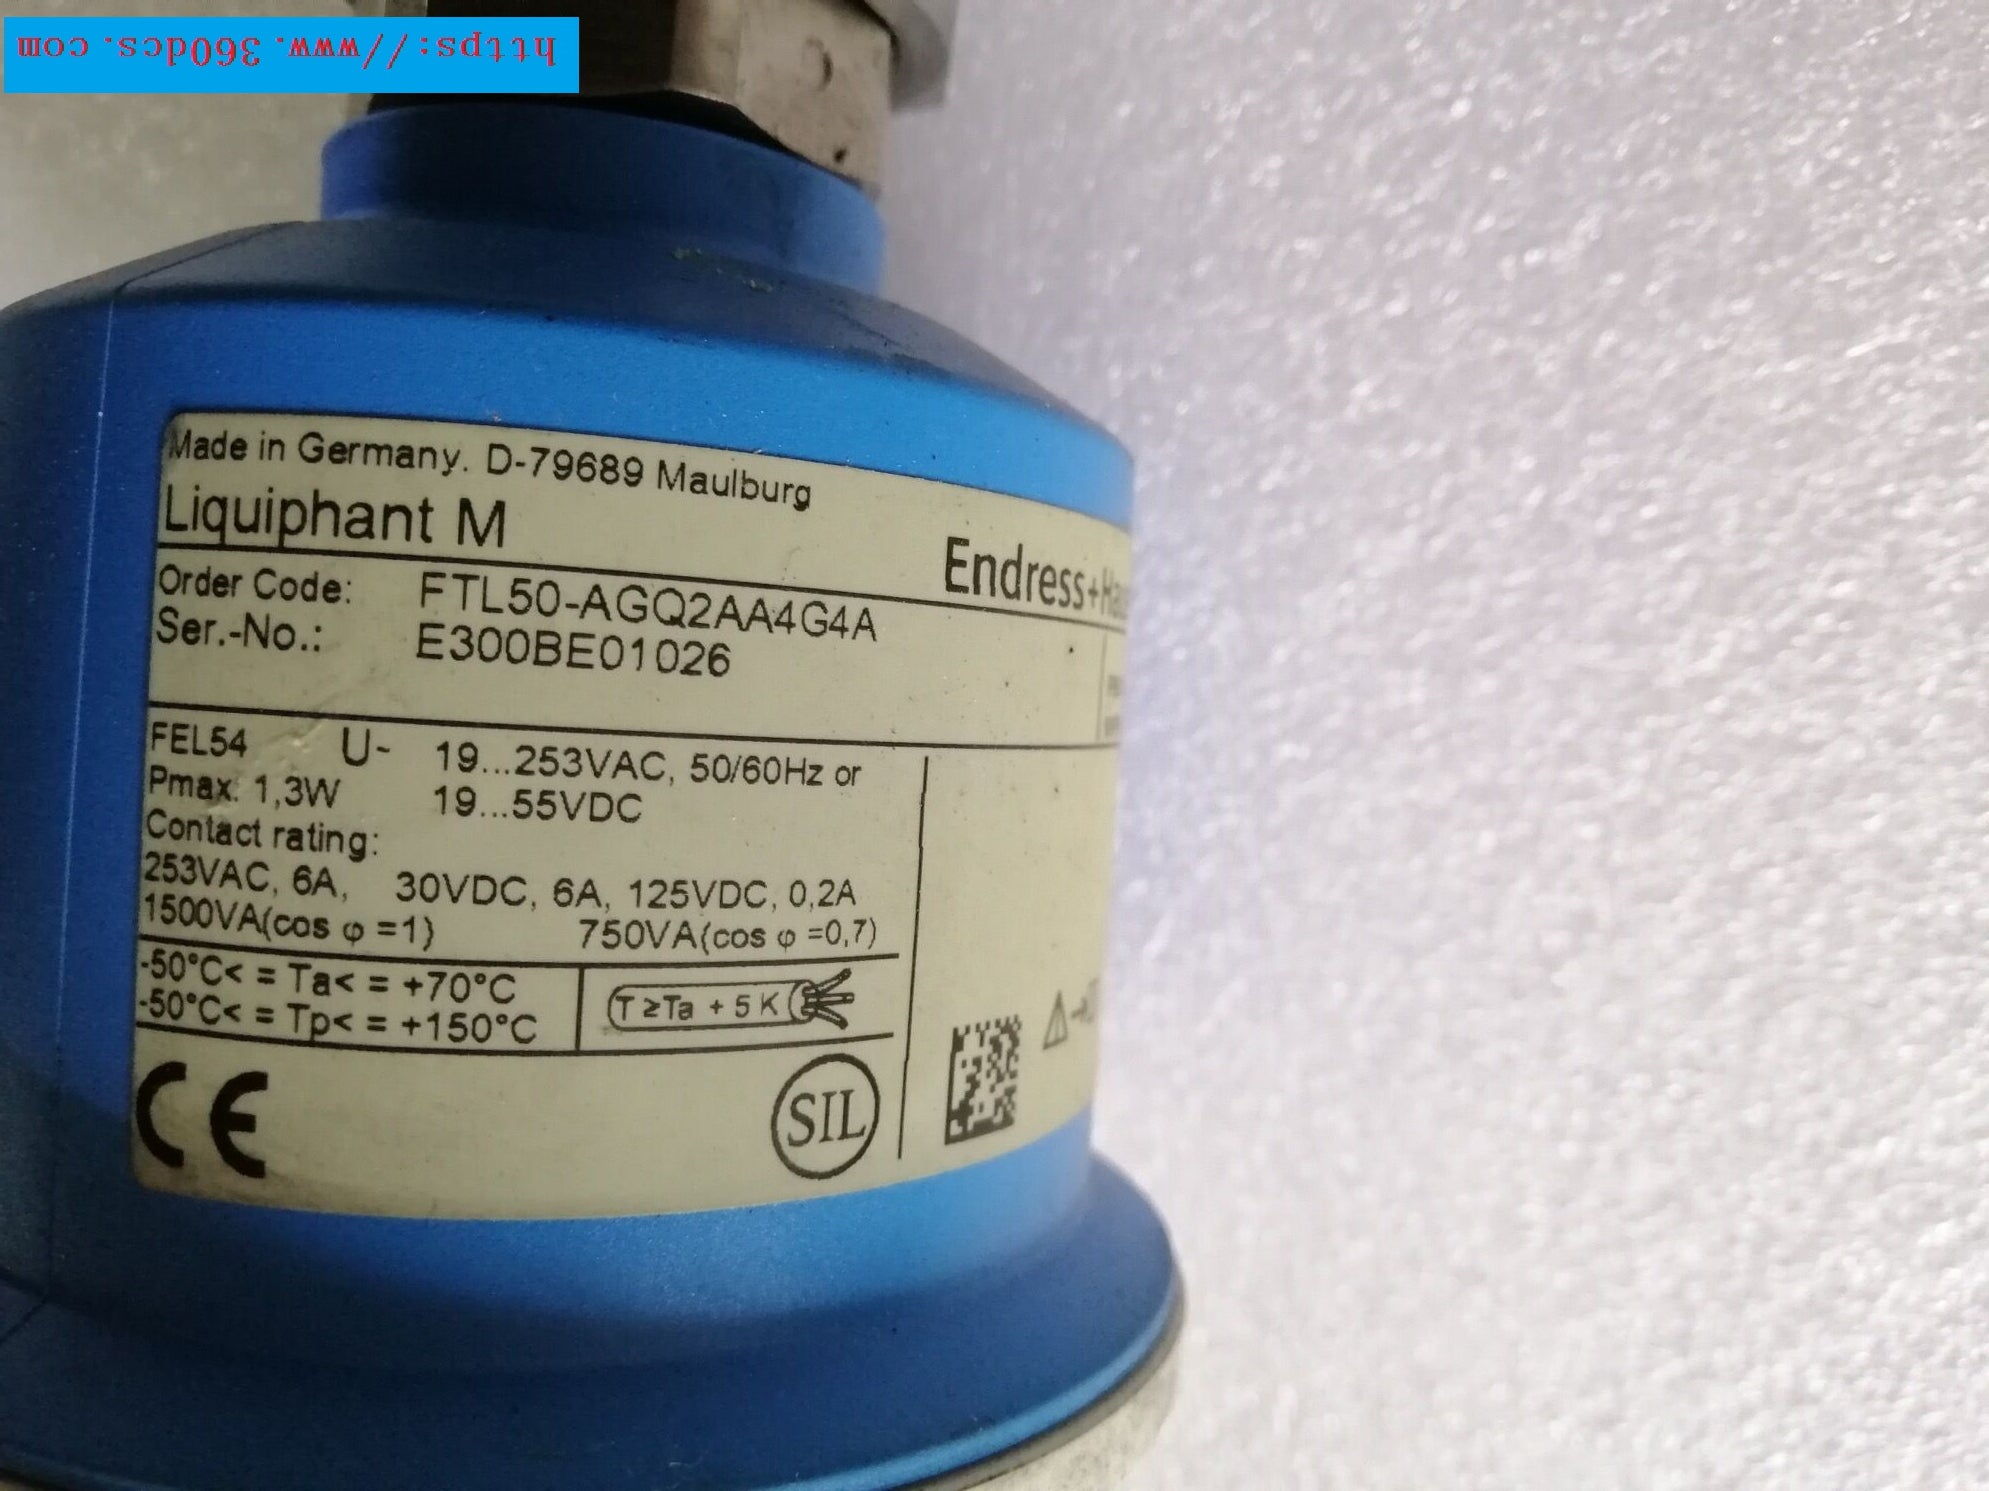 https://www.360dcs.com
Made in Germany. D-79689 Maulburg
Liquiphant M
Endress+
Order Code: FTL50-AGQ2AA4G4A
Ser.-No.: E300BE01026
FEL54 U~ 19...253VAC, 50/60Hz or
Pmax. 1,3W 19...55VDC
Contact rating:
253VAC, 6A, 30VDC, 6A, 125VDC, 0,2A
1500VA(cos φ =1) 750VA(cos φ =0,7)
-50°C< = Ta< = +70°C
-50°C< = Tp< = +150°C
T ≥Ta + 5 K
CE
SIL